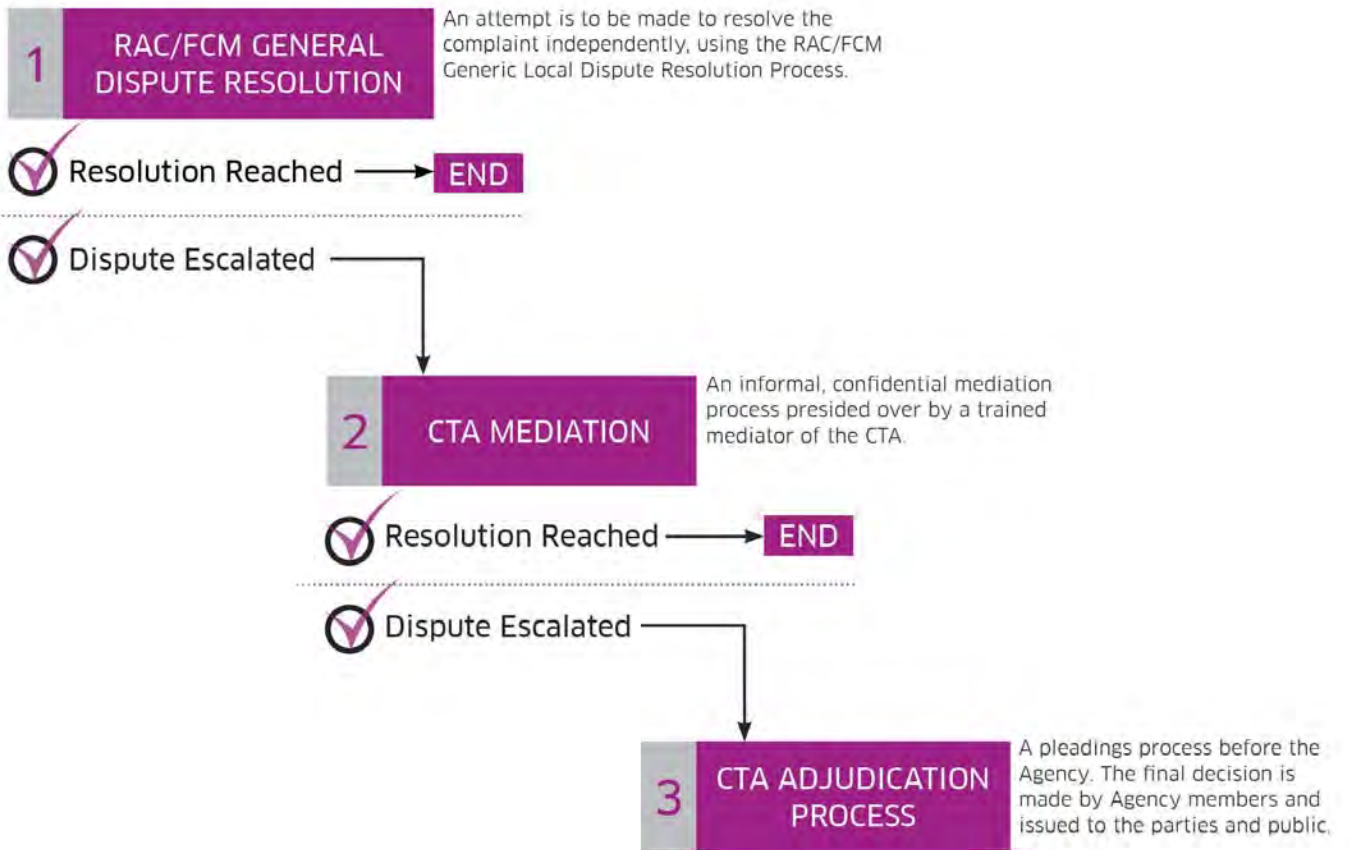 1
RAC/FCM GENERAL
DISPUTE RESOLUTION
An attempt is to be made to resolve the
complaint independently, using the RAC/FCM
Generic Local Dispute Resolution Process.
Resolution Reached
END
Dispute Escalated
2
CTA MEDIATION
An informal, confidential mediation
process presided over by a trained
mediator of the CTA.
Resolution Reached
END
Dispute Escalated
3
CTA ADJUDICATION
PROCESS
A pleadings process before the
Agency. The final decision is
made by Agency members and
issued to the parties and public.